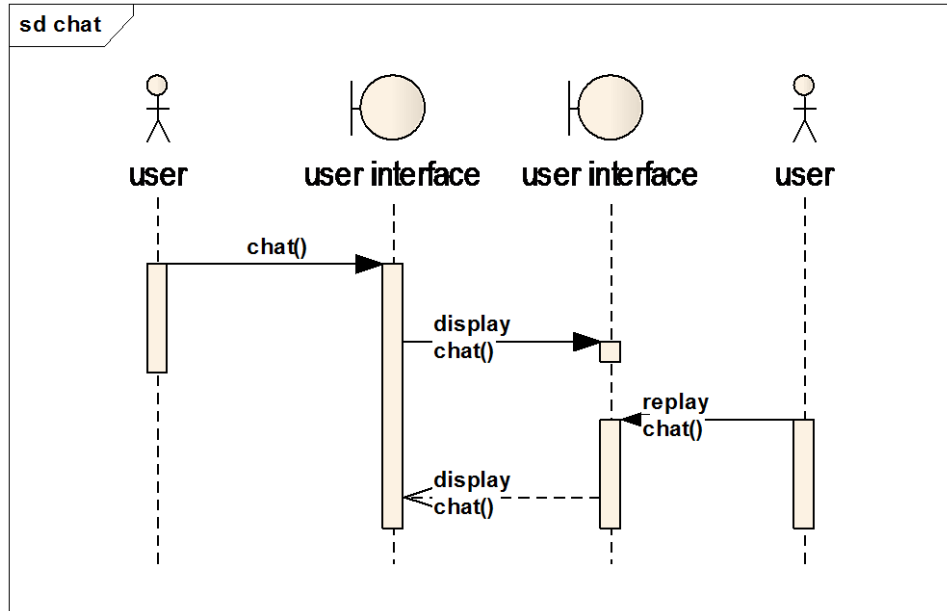 sd chat
user
user interface
user interface
user
chat()
display
chat()
replay
chat()
display
chat()